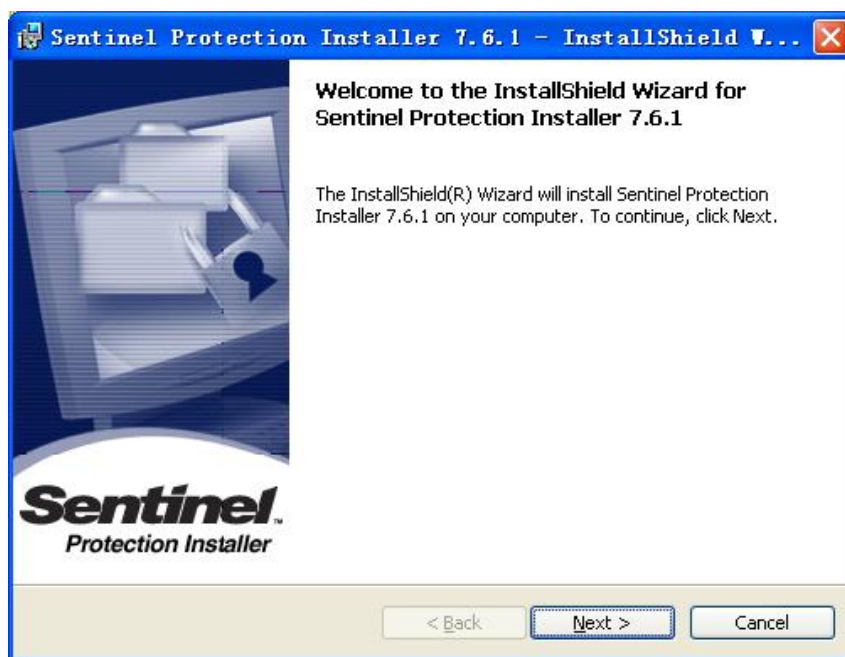 Sentinel Protection Installer 7.6.1 - InstallShield W...
Welcome to the InstallShield Wizard for
Sentinel Protection Installer 7.6.1
The InstallShield(R) Wizard will install Sentinel Protection
Installer 7.6.1 on your computer. To continue, click Next.
Sentinel™
Protection Installer
< Back
Next >
Cancel